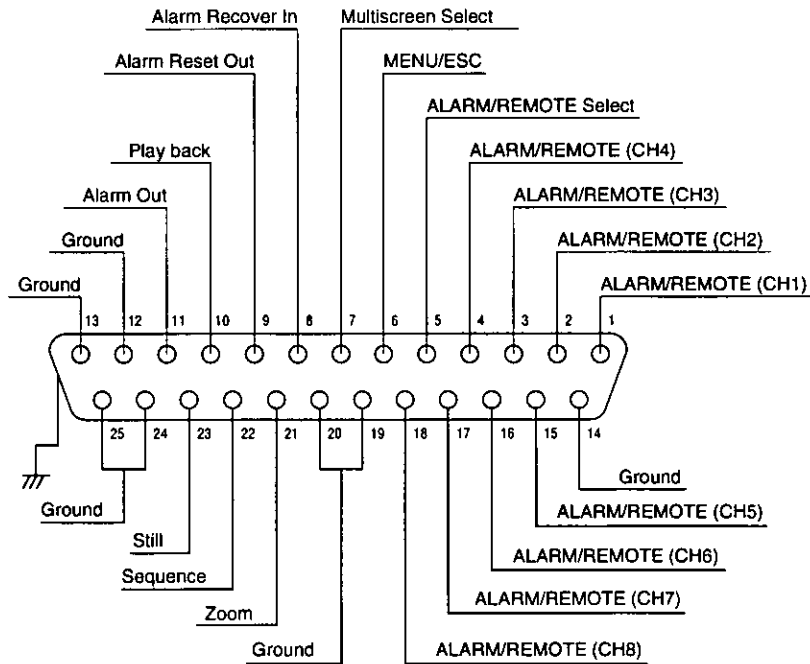 Alarm Recover In
Multiscreen Select
Alarm Reset Out
MENU/ESC
ALARM/REMOTE Select
Play back
ALARM/REMOTE (CH4)
Alarm Out
ALARM/REMOTE (CH3)
Ground
ALARM/REMOTE (CH2)
Ground
ALARM/REMOTE (CH1)
13 12 11 10 9 8 7 6 5 4 3 2 1
25 24 23 22 21 20 19 18 17 16 15 14
Ground
Ground
ALARM/REMOTE (CH5)
Still
ALARM/REMOTE (CH6)
Sequence
ALARM/REMOTE (CH7)
Zoom
Ground
ALARM/REMOTE (CH8)